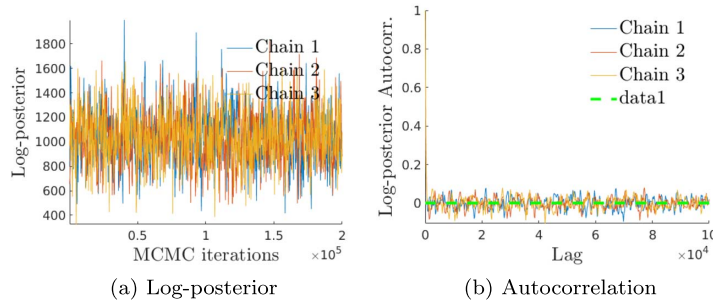 1800
1600
1400
1200
1000
800
600
400
Log-posterior
Chain 1
Chain 2
Chain 3
0.5 1 1.5 2
MCMC iterations ×10^5
(a) Log-posterior
1
0.8
0.6
0.4
0.2
0
Log-posterior Autocorr.
Chain 1
Chain 2
Chain 3
data1
0 2 4 6 8 10
Lag ×10^4
(b) Autocorrelation